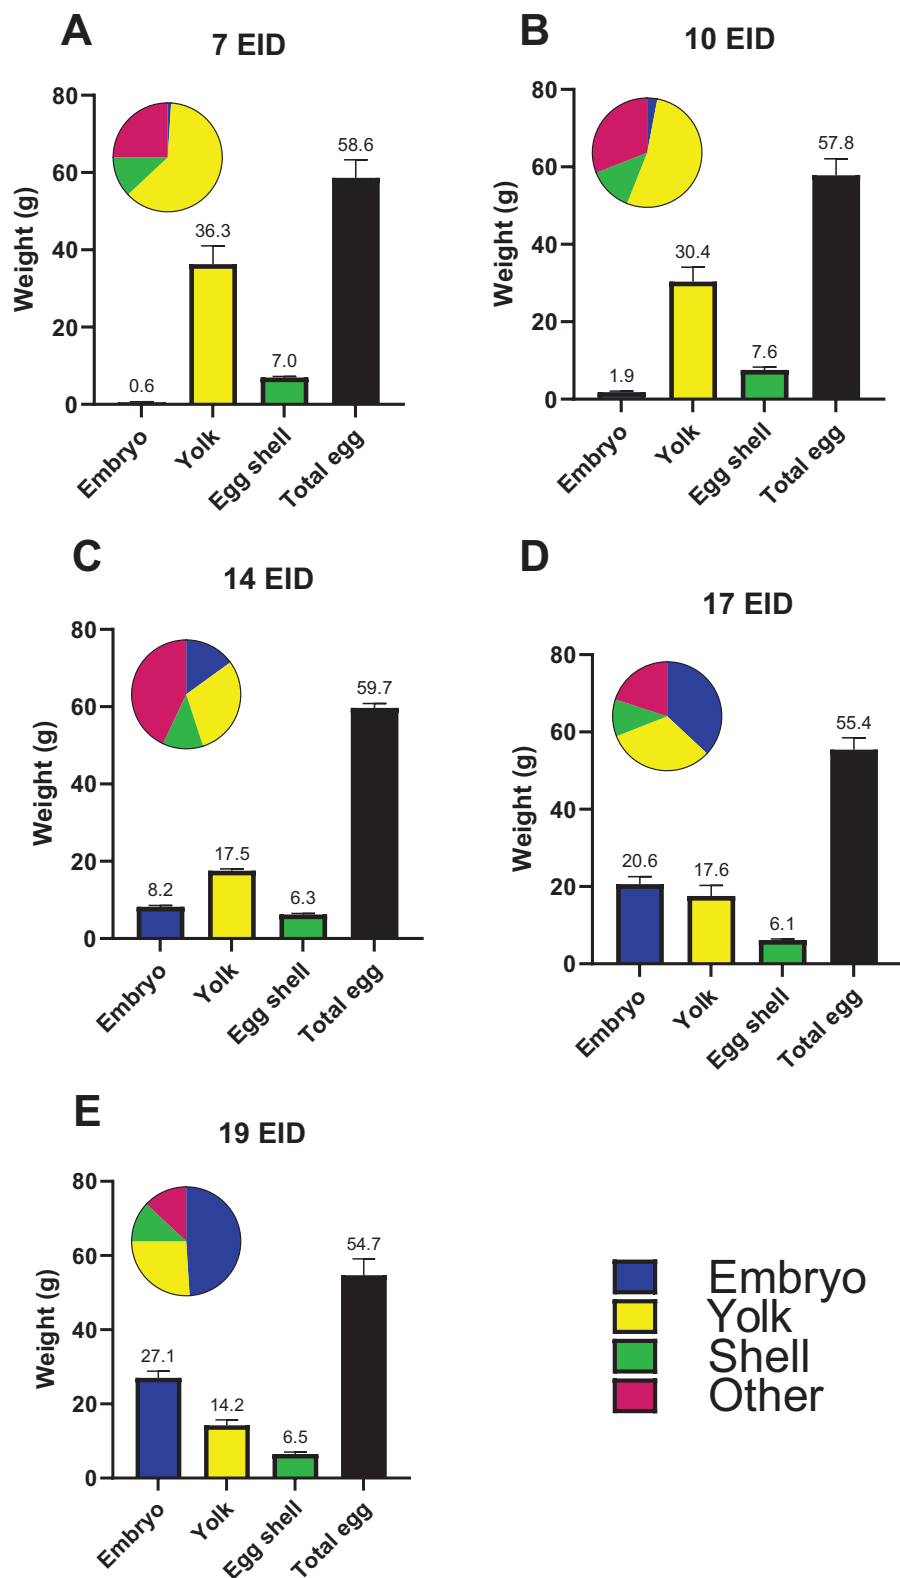 A
7 EID
Weight (g)
80
60
40
20
0
0.6
36.3
7.0
58.6
Embryo
Yolk
Egg shell
Total egg
B
10 EID
Weight (g)
80
60
40
20
0
1.9
30.4
7.6
57.8
Embryo
Yolk
Egg shell
Total egg
C
14 EID
Weight (g)
80
60
40
20
0
8.2
17.5
6.3
59.7
Embryo
Yolk
Egg shell
Total egg
D
17 EID
Weight (g)
80
60
40
20
0
20.6
17.6
6.1
55.4
Embryo
Yolk
Egg shell
Total egg
E
19 EID
Weight (g)
80
60
40
20
0
27.1
14.2
6.5
54.7
Embryo
Yolk
Egg shell
Total egg
Embryo
Yolk
Shell
Other